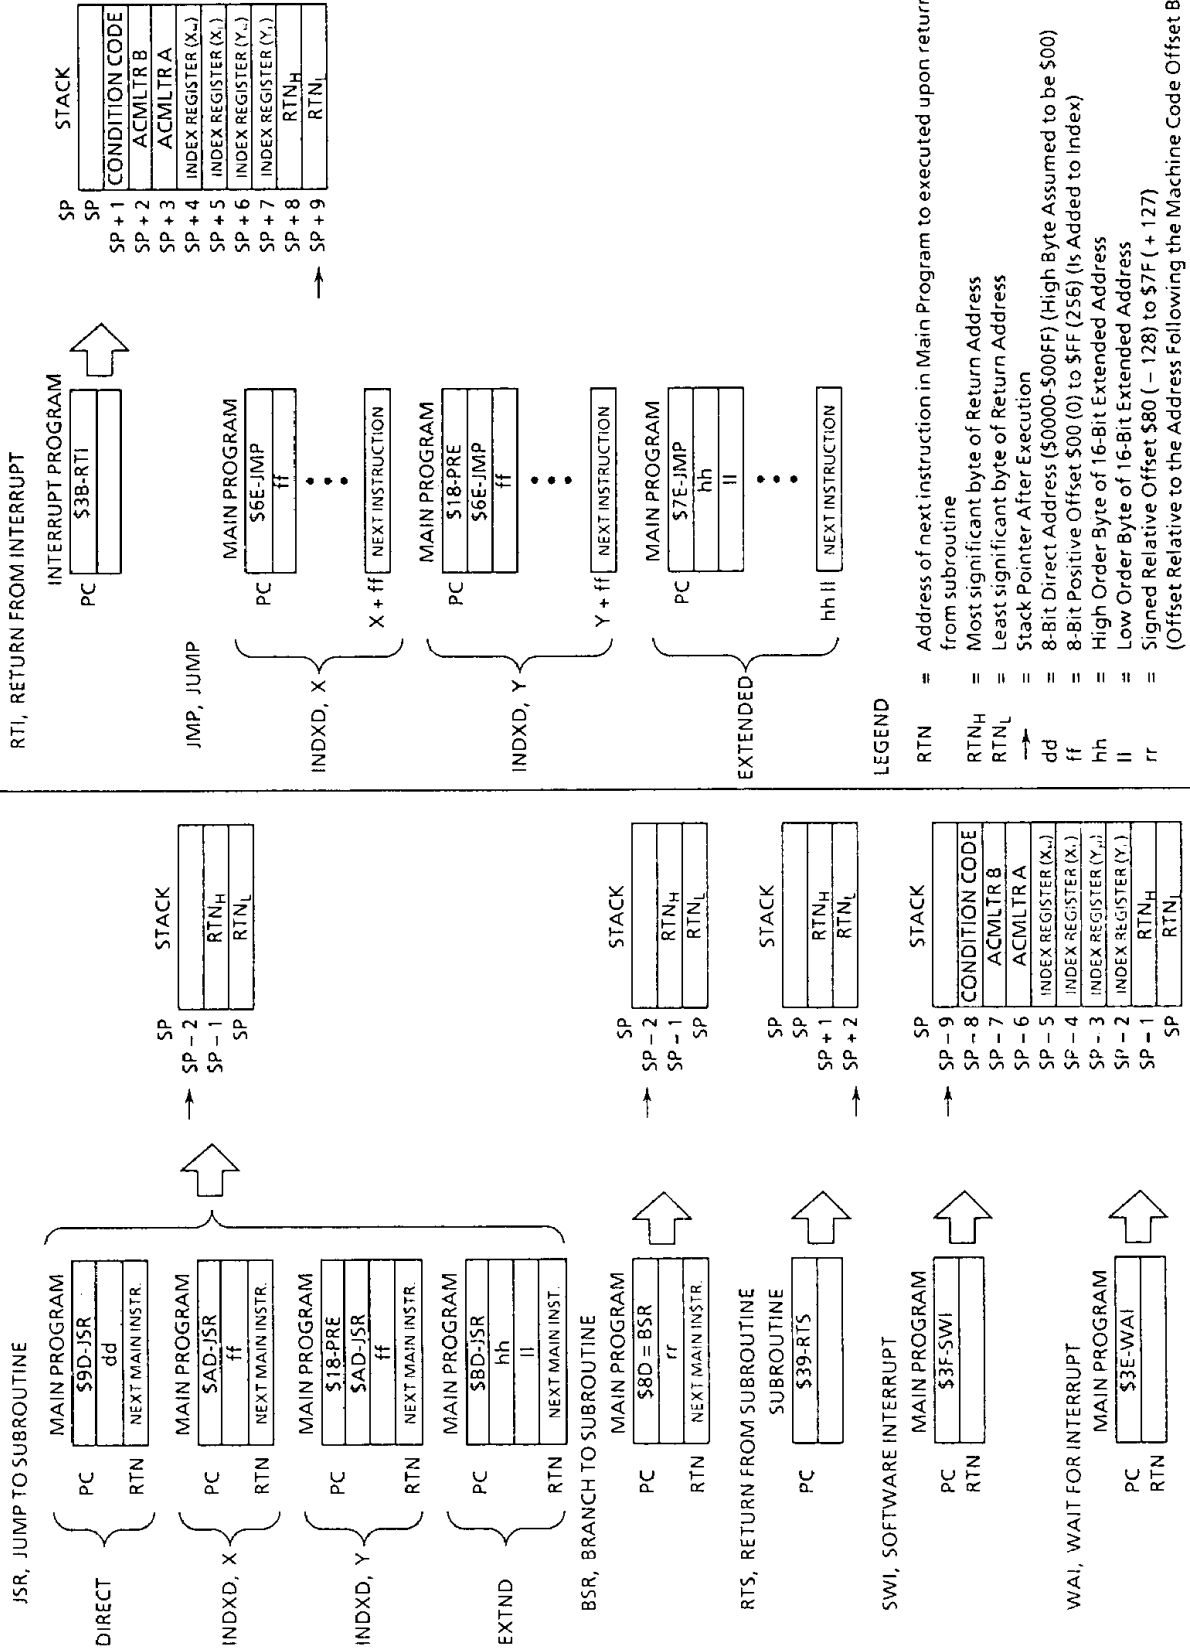 JSR, JUMP TO SUBROUTINE
DIRECT
MAIN PROGRAM
PC $9D-JSR
dd
RTN NEXT MAIN INSTR.
INDXD, X
MAIN PROGRAM
PC $AD-JSR
ff
RTN NEXT MAIN INSTR.
INDXD, Y
MAIN PROGRAM
PC $18-PRE
$AD-JSR
ff
RTN NEXT MAIN INSTR.
EXTND
MAIN PROGRAM
PC $BD-JSR
hh
ll
RTN NEXT MAIN INST.
SP STACK
→ SP – 2
SP – 1 RTNH
SP RTNL
BSR, BRANCH TO SUBROUTINE
MAIN PROGRAM
PC $8D = BSR
rr
RTN NEXT MAIN INSTR.
SP STACK
→ SP – 2
SP – 1 RTNH
SP RTNL
RTS, RETURN FROM SUBROUTINE
SUBROUTINE
PC $39-RTS
STACK
SP
SP + 1 RTNH
→ SP + 2 RTNL
SWI, SOFTWARE INTERRUPT
MAIN PROGRAM
PC $3F-SWI
RTN
WAI, WAIT FOR INTERRUPT
MAIN PROGRAM
PC $3E-WAI
RTN
SP STACK
→ SP – 9
SP – 8 CONDITION CODE
SP – 7 ACMLTR B
SP – 6 ACMLTR A
SP – 5 INDEX REGISTER (XH)
SP – 4 INDEX REGISTER (XL)
SP – 3 INDEX REGISTER (YH)
SP – 2 INDEX REGISTER (YL)
SP – 1 RTNH
SP RTNL
RTI, RETURN FROM INTERRUPT
INTERRUPT PROGRAM
PC $3B-RTI
SP STACK
SP
SP + 1 CONDITION CODE
SP + 2 ACMLTR B
SP + 3 ACMLTR A
SP + 4 INDEX REGISTER (XH)
SP + 5 INDEX REGISTER (XL)
SP + 6 INDEX REGISTER (YH)
SP + 7 INDEX REGISTER (YL)
SP + 8 RTNH
→ SP + 9 RTNL
JMP, JUMP
INDXD, X
MAIN PROGRAM
PC $6E-JMP
ff
X + ff NEXT INSTRUCTION
INDXD, Y
MAIN PROGRAM
PC $18-PRE
$6E-JMP
ff
Y + ff NEXT INSTRUCTION
EXTENDED
MAIN PROGRAM
PC $7E-JMP
hh
ll
hh ll NEXT INSTRUCTION
LEGEND
RTN = Address of next instruction in Main Program to executed upon return
from subroutine
RTNH = Most significant byte of Return Address
RTNL = Least significant byte of Return Address
→ = Stack Pointer After Execution
dd = 8-Bit Direct Address ($0000-$00FF) (High Byte Assumed to be $00)
ff = 8-Bit Positive Offset $00 (0) to $FF (256) (Is Added to Index)
hh = High Order Byte of 16-Bit Extended Address
ll = Low Order Byte of 16-Bit Extended Address
rr = Signed Relative Offset $80 ( – 128) to $7F ( + 127)
(Offset Relative to the Address Following the Machine Code Offset B